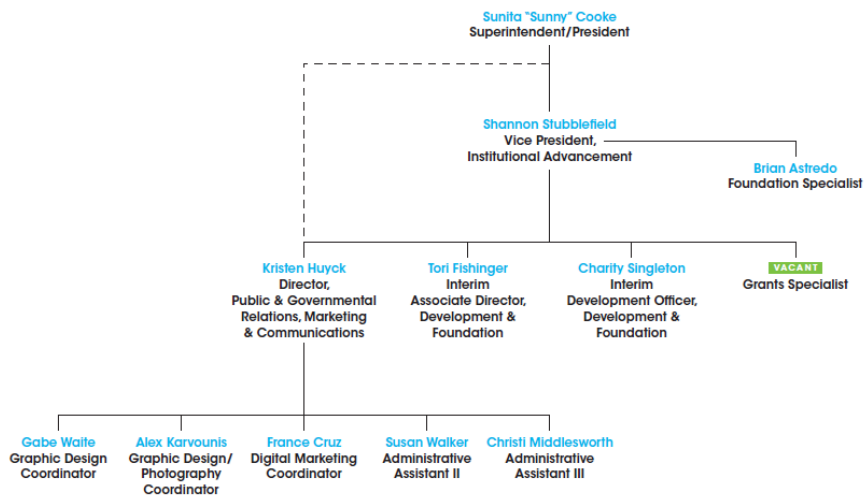 Sunita "Sunny" Cooke
Superintendent/President
Shannon Stubblefield
Vice President,
Institutional Advancement
Brian Astredo
Foundation Specialist
Kristen Huyck
Director,
Public & Governmental
Relations, Marketing
& Communications
Tori Fishinger
Interim
Associate Director,
Development &
Foundation
Charity Singleton
Interim
Development Officer,
Development &
Foundation
VACANT
Grants Specialist
Gabe Waite
Graphic Design
Coordinator
Alex Karvounis
Graphic Design/
Photography
Coordinator
France Cruz
Digital Marketing
Coordinator
Susan Walker
Administrative
Assistant II
Christi Middlesworth
Administrative
Assistant III